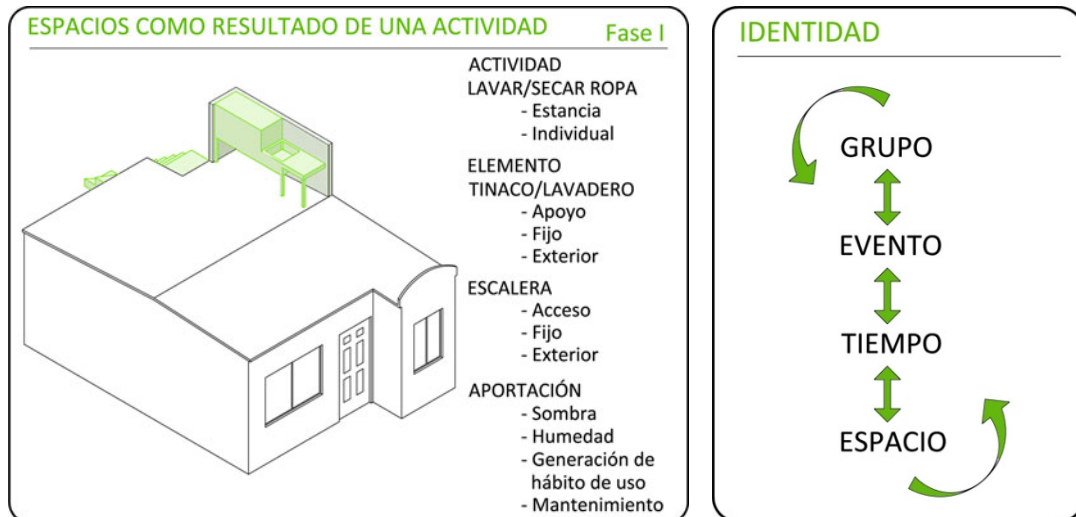 ESPACIOS COMO RESULTADO DE UNA ACTIVIDAD
Fase I
ACTIVIDAD
LAVAR/SECAR ROPA
- Estancia
- Individual
ELEMENTO
TINACO/LAVADERO
- Apoyo
- Fijo
- Exterior
ESCALERA
- Acceso
- Fijo
- Exterior
APORTACIÓN
- Sombra
- Humedad
- Generación de
hábito de uso
- Mantenimiento
IDENTIDAD
GRUPO
EVENTO
TIEMPO
ESPACIO